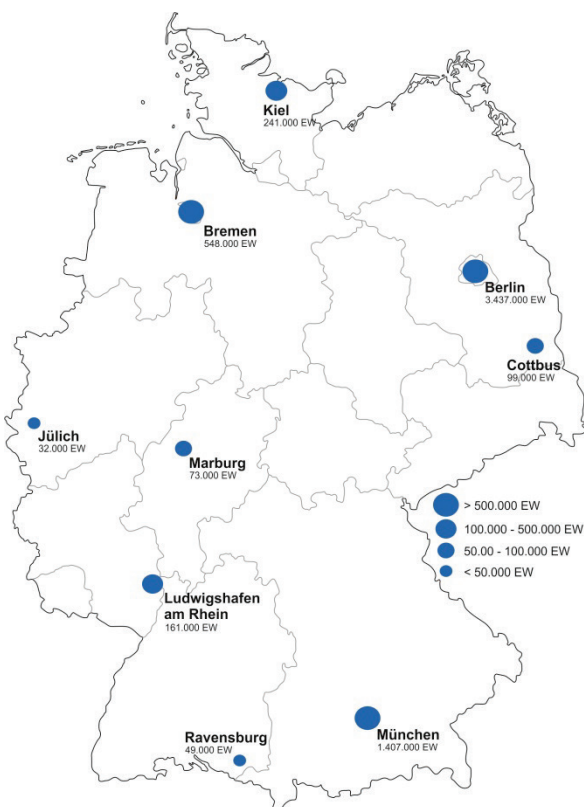 Kiel
241.000 EW
Bremen
548.000 EW
Berlin
3.437.000 EW
Cottbus
99.000 EW
Jülich
32.000 EW
Marburg
73.000 EW
> 500.000 EW
100.000 - 500.000 EW
50.00 - 100.000 EW
< 50.000 EW
Ludwigshafen
am Rhein
161.000 EW
Ravensburg
49.000 EW
München
1.407.000 EW